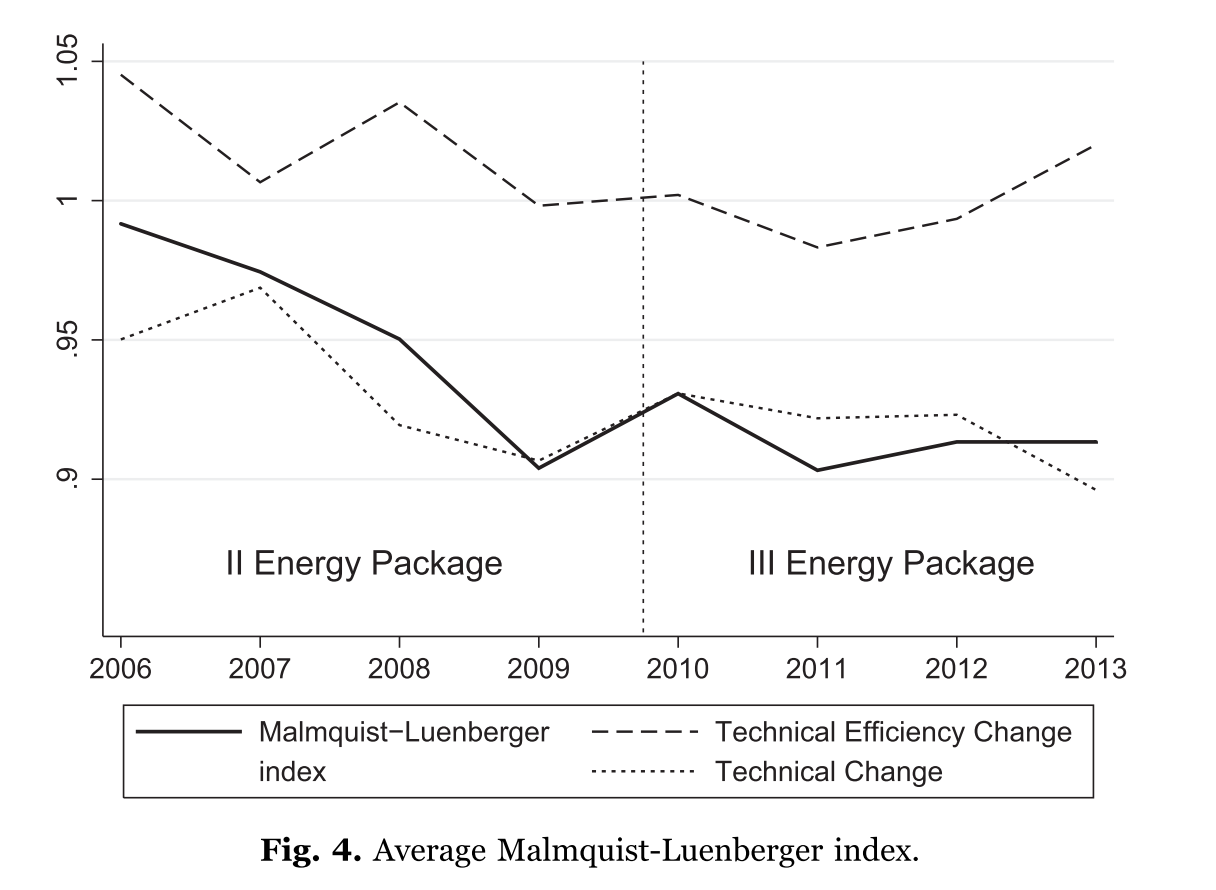 1.05
1
.95
.9
II Energy Package
III Energy Package
2006 2007 2008 2009 2010 2011 2012 2013
Malmquist−Luenberger
index
Technical Efficiency Change
Technical Change
Fig. 4. Average Malmquist-Luenberger index.